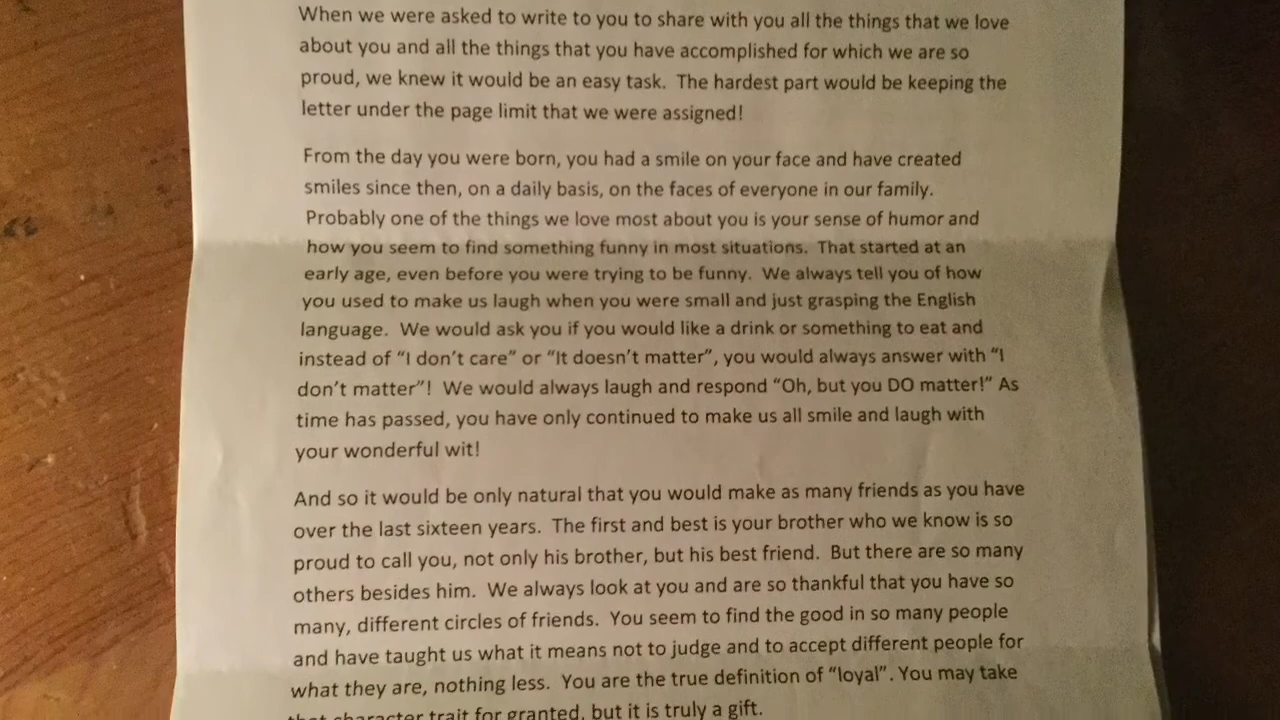 When we were asked to write to you to share with you all the things that we love
about you and all the things that you have accomplished for which we are so
proud, we knew it would be an easy task. The hardest part would be keeping the
letter under the page limit that we were assigned!
From the day you were born, you had a smile on your face and have created
smiles since then, on a daily basis, on the faces of everyone in our family.
Probably one of the things we love most about you is your sense of humor and
how you seem to find something funny in most situations. That started at an
early age, even before you were trying to be funny. We always tell you of how
you used to make us laugh when you were small and just grasping the English
language. We would ask you if you would like a drink or something to eat and
instead of “I don’t care” or “It doesn’t matter”, you would always answer with “I
don’t matter”! We would always laugh and respond “Oh, but you DO matter!” As
time has passed, you have only continued to make us all smile and laugh with
your wonderful wit!
And so it would be only natural that you would make as many friends as you have
over the last sixteen years. The first and best is your brother who we know is so
proud to call you, not only his brother, but his best friend. But there are so many
others besides him. We always look at you and are so thankful that you have so
many, different circles of friends. You seem to find the good in so many people
and have taught us what it means not to judge and to accept different people for
what they are, nothing less. You are the true definition of “loyal”. You may take
that character trait for granted, but it is truly a gift.